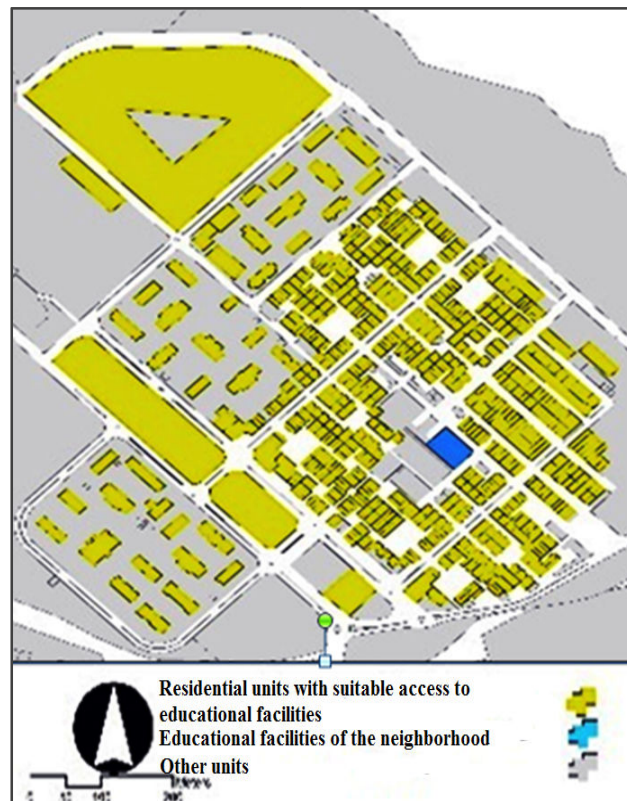 Residential units with suitable access to
educational facilities
Educational facilities of the neighborhood
Other units